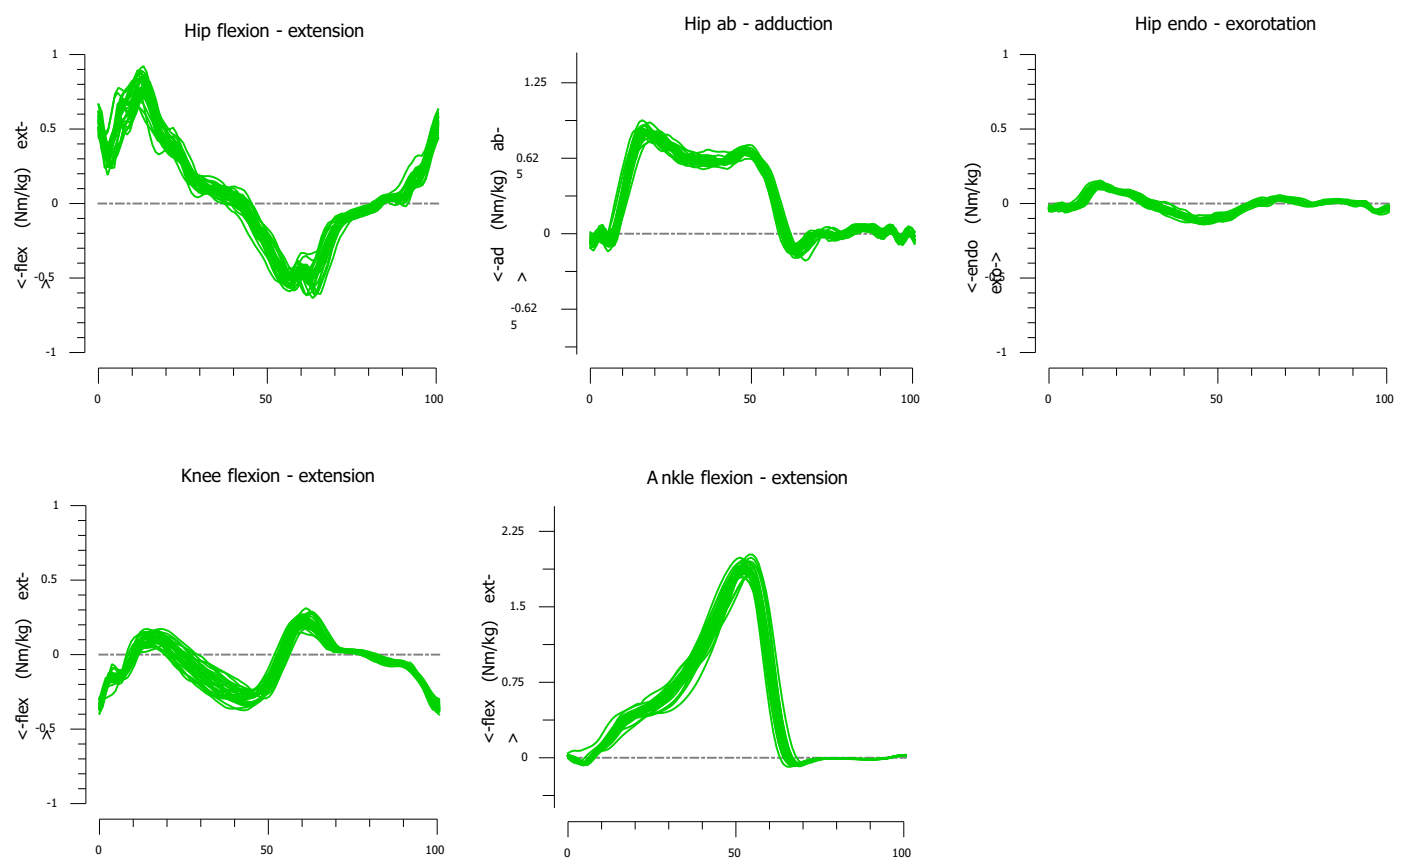 Hip flexion - extension
1
0.5
0
-0.5
-1
<-flex (Nm/kg) ext-
>
0 50 100
Hip ab - adduction
1.25
0.62
5
0
-0.62
5
<-ad (Nm/kg) ab-
>
0 50 100
Hip endo - exorotation
1
0.5
0
-0.5
-1
<-endo (Nm/kg)
exo->
0 50 100
Knee flexion - extension
1
0.5
0
-0.5
-1
<-flex (Nm/kg) ext-
>
0 50 100
Ankle flexion - extension
2.25
1.5
0.75
0
<-flex (Nm/kg) ext-
>
0 50 100